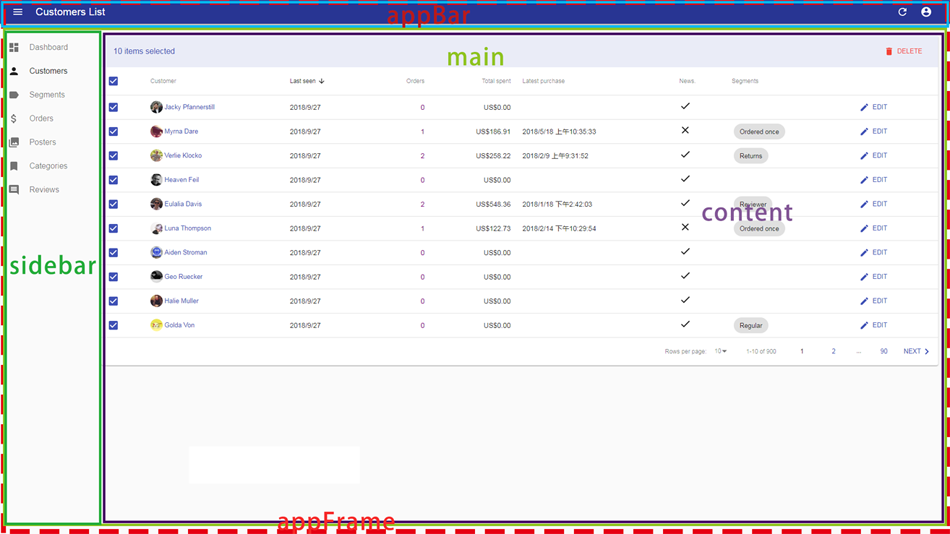 Customers List
appBar
Dashboard
Customers
Segments
Orders
Posters
Categories
Reviews
sidebar
10 items selected
main
DELETE
Customer Last seen Orders Total spent Latest purchase News. Segments
Jacky Pfannerstill 2018/9/27 0 US$0.00 EDIT
Myrna Dare 2018/9/27 1 US$186.91 2018/5/18 上午10:35:33 Ordered once EDIT
Verlie Klocko 2018/9/27 2 US$258.22 2018/2/9 上午9:31:52 Returns EDIT
Heaven Feil 2018/9/27 0 US$0.00 EDIT
Eulalia Davis 2018/9/27 2 US$548.36 2018/1/18 下午2:42:03 Reviewer EDIT
content
Luna Thompson 2018/9/27 1 US$122.73 2018/2/14 下午10:29:54 Ordered once EDIT
Aiden Stroman 2018/9/27 0 US$0.00 EDIT
Geo Ruecker 2018/9/27 0 US$0.00 EDIT
Halie Muller 2018/9/27 0 US$0.00 EDIT
Golda Von 2018/9/27 0 US$0.00 Regular EDIT
Rows per page: 10 1-10 of 900 1 2 ... 90 NEXT
appFrame